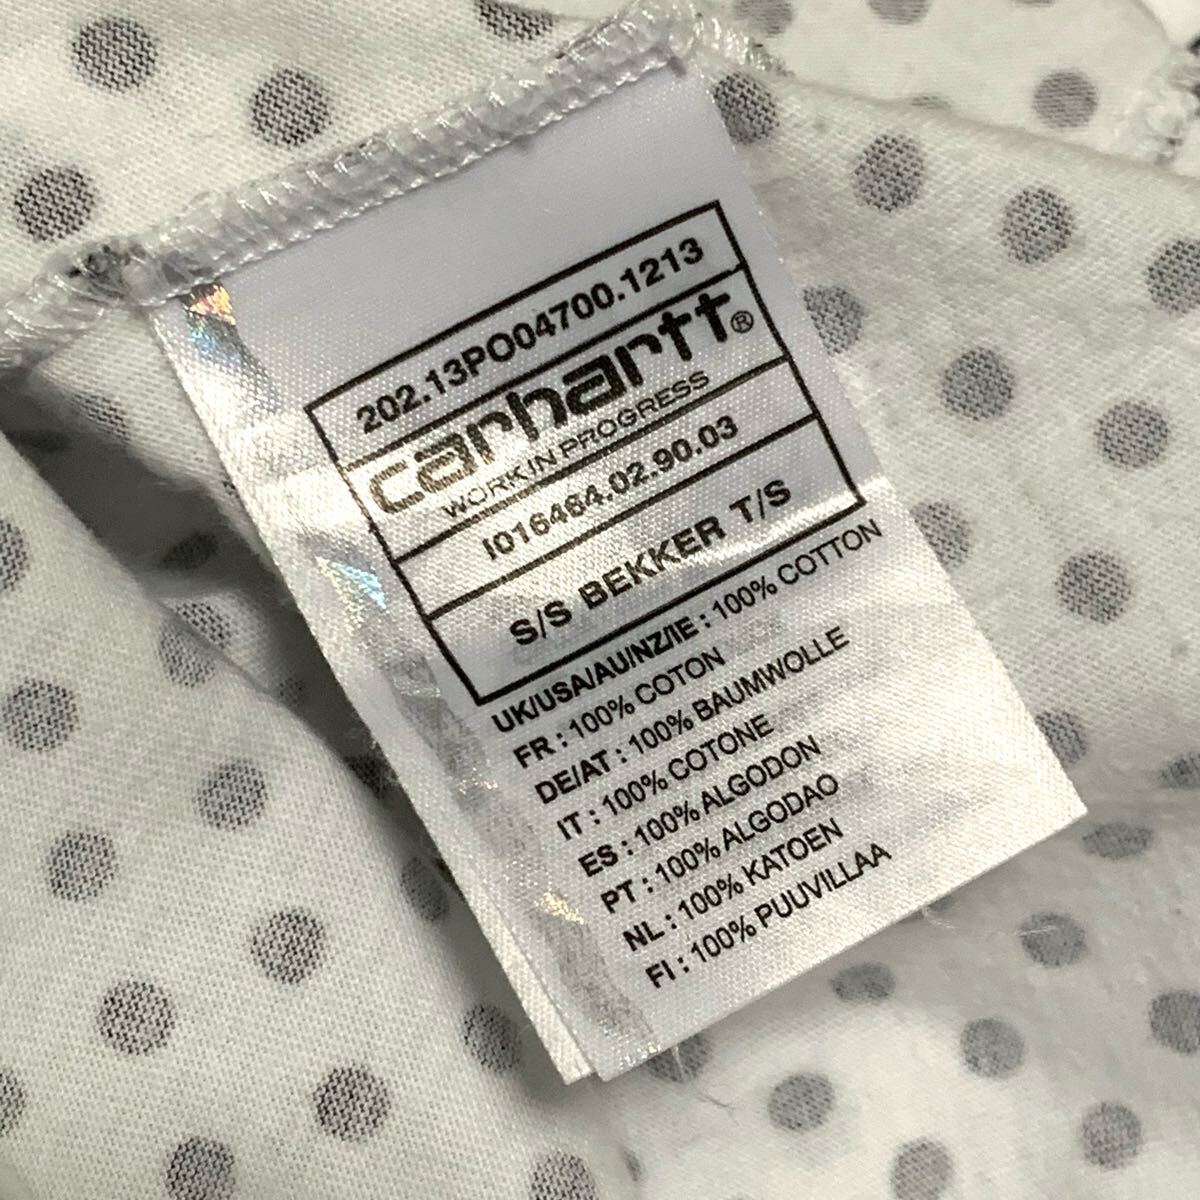 202.13PO04700.1213
carhartt®
WORK IN PROGRESS
I016464.02.90.03
S/S BEKKER T/S
UK/USA/AU/NZ/IE : 100% COTTON
FR : 100% COTON
DE/AT : 100% BAUMWOLLE
IT : 100% COTONE
ES : 100% ALGODON
PT : 100% ALGODAO
NL : 100% KATOEN
FI : 100% PUUVILLAA